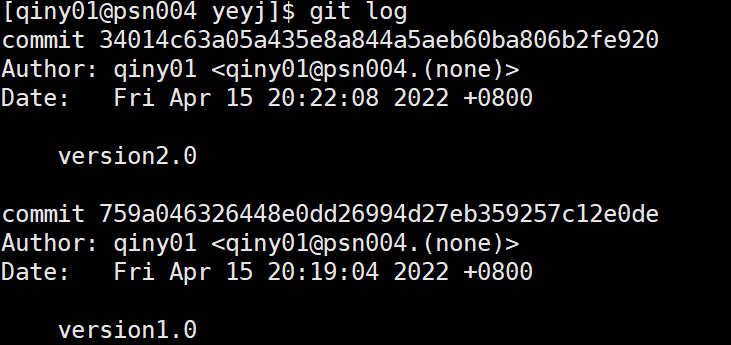 [qiny01@psn004 yeyj]$ git log
commit 34014c63a05a435e8a844a5aeb60ba806b2fe920
Author: qiny01 <qiny01@psn004.(none)>
Date:   Fri Apr 15 20:22:08 2022 +0800
version2.0
commit 759a046326448e0dd26994d27eb359257c12e0de
Author: qiny01 <qiny01@psn004.(none)>
Date:   Fri Apr 15 20:19:04 2022 +0800
version1.0